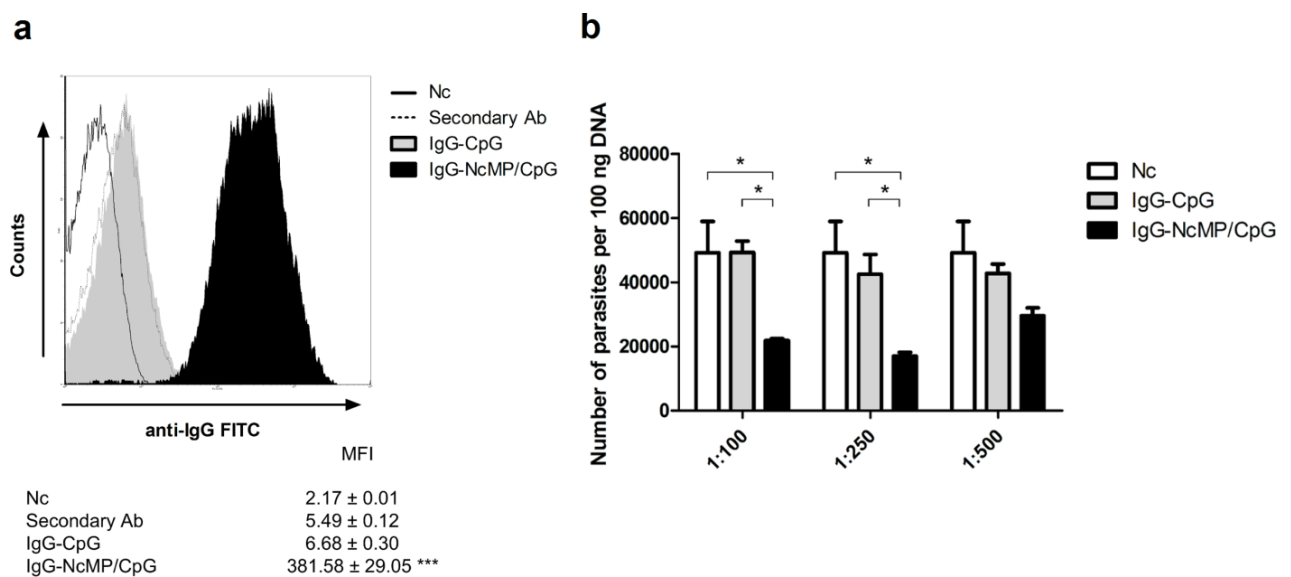 a
Nc
Secondary Ab
IgG-CpG
IgG-NcMP/CpG
Counts
anti-IgG FITC
MFI
Nc 2.17 ± 0.01
Secondary Ab 5.49 ± 0.12
IgG-CpG 6.68 ± 0.30
IgG-NcMP/CpG 381.58 ± 29.05 ***
b
Number of parasites per 100 ng DNA
80000
60000
40000
20000
0
* *
* *
1:100 1:250 1:500
Nc
IgG-CpG
IgG-NcMP/CpG